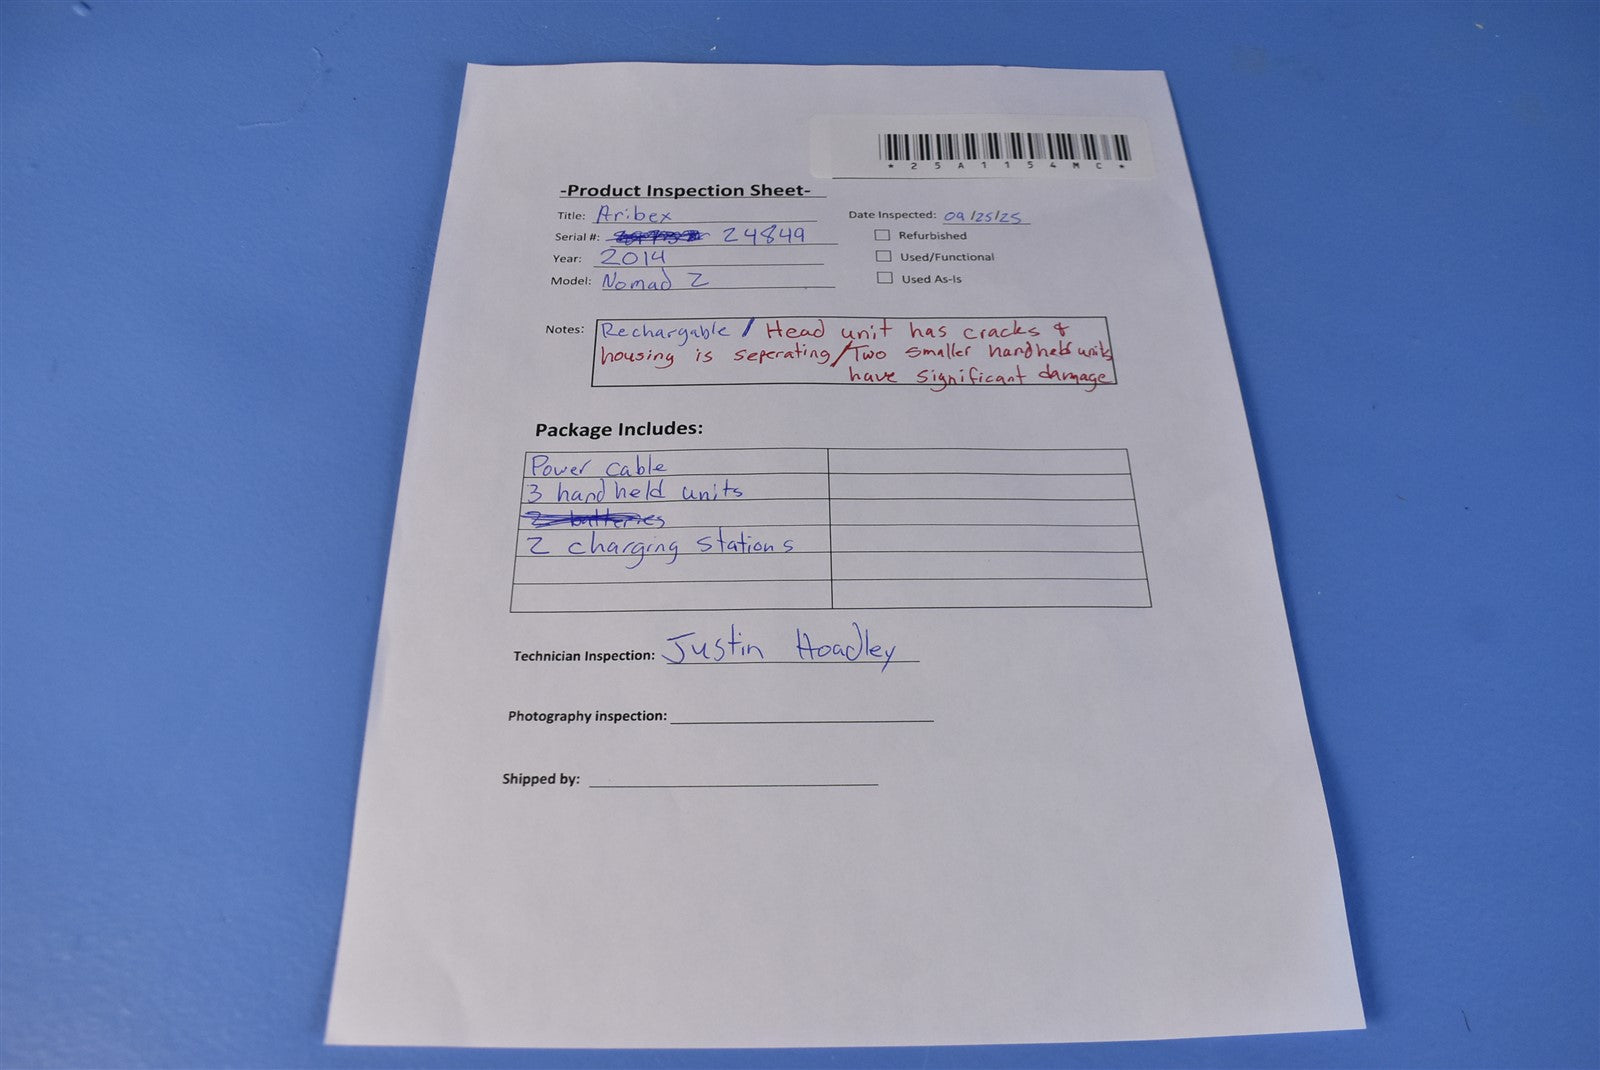 *25A1154MC*
-Product Inspection Sheet-
Title: Aribex
Date Inspected: 09/25/25
Serial #: 24849
Refurbished
Year: 2014
Used/Functional
Model: Nomad 2
Used As-Is
Notes: Rechargable / Head unit has cracks &
housing is seperating / Two smaller handheld units
have significant damage
Package Includes:
Power cable
3 handheld units
2 batteries
2 charging stations
Technician Inspection: Justin Hoadley
Photography inspection:
Shipped by: